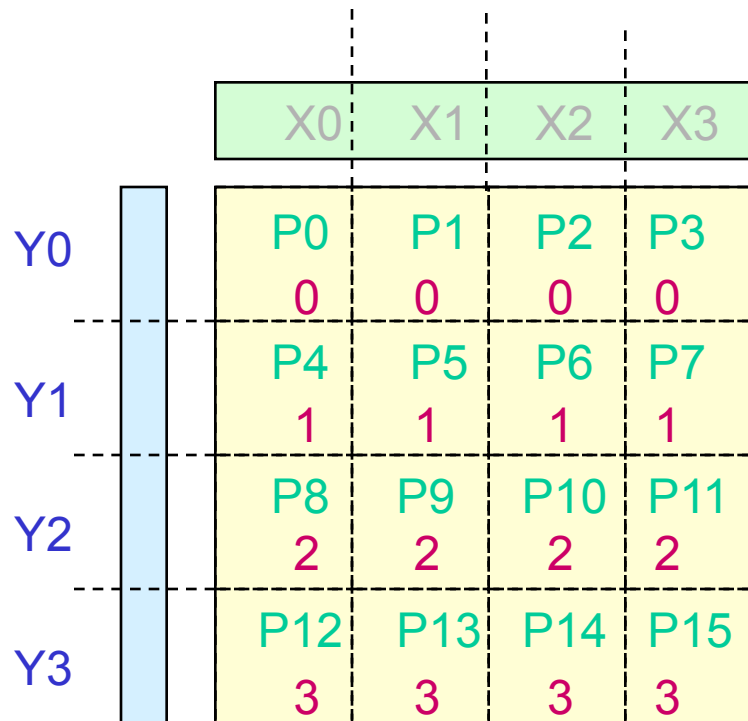 X0 X1 X2 X3
Y0 P0 P1 P2 P3
0 0 0 0
Y1 P4 P5 P6 P7
1 1 1 1
Y2 P8 P9 P10 P11
2 2 2 2
Y3 P12 P13 P14 P15
3 3 3 3